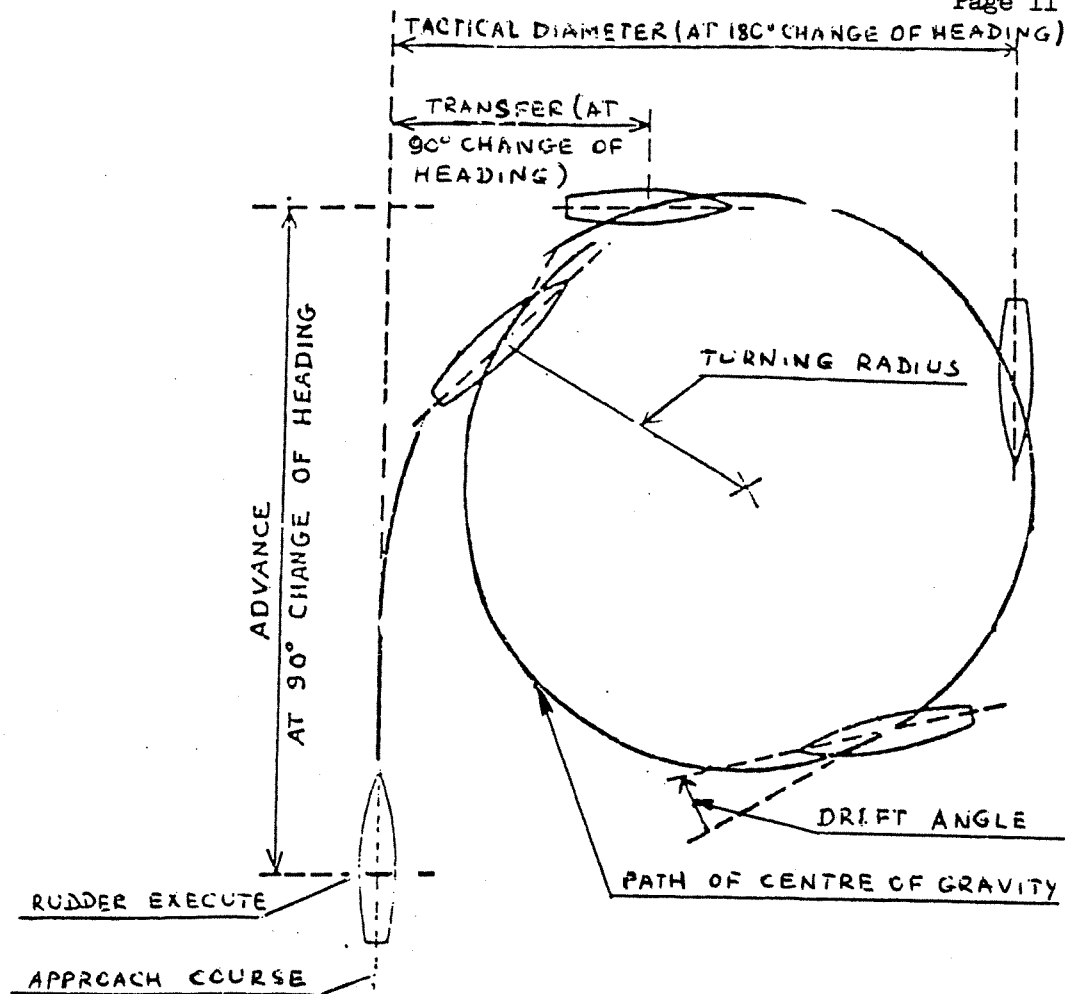 Page 11
TACTICAL DIAMETER (AT 180° CHANGE OF HEADING)
TRANSFER (AT
90° CHANGE OF
HEADING)
TURNING RADIUS
ADVANCE
AT 90° CHANGE OF HEADING
DRIFT ANGLE
PATH OF CENTRE OF GRAVITY
RUDDER EXECUTE
APPROACH COURSE